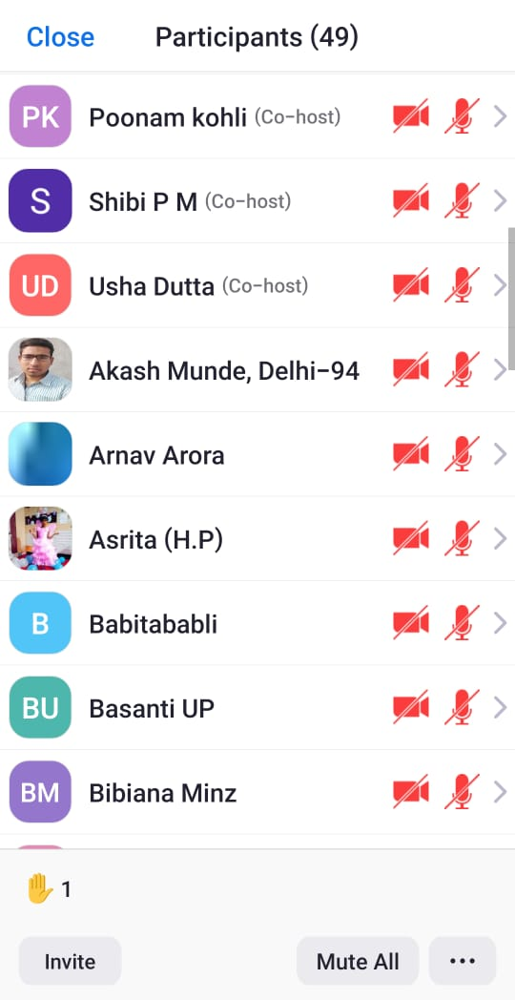 Close Participants (49)
PK Poonam kohli (Co-host)
S Shibi P M (Co-host)
UD Usha Dutta (Co-host)
Akash Munde, Delhi-94
Arnav Arora
Asrita (H.P)
B Babitababli
BU Basanti UP
BM Bibiana Minz
✋ 1
Invite Mute All ...